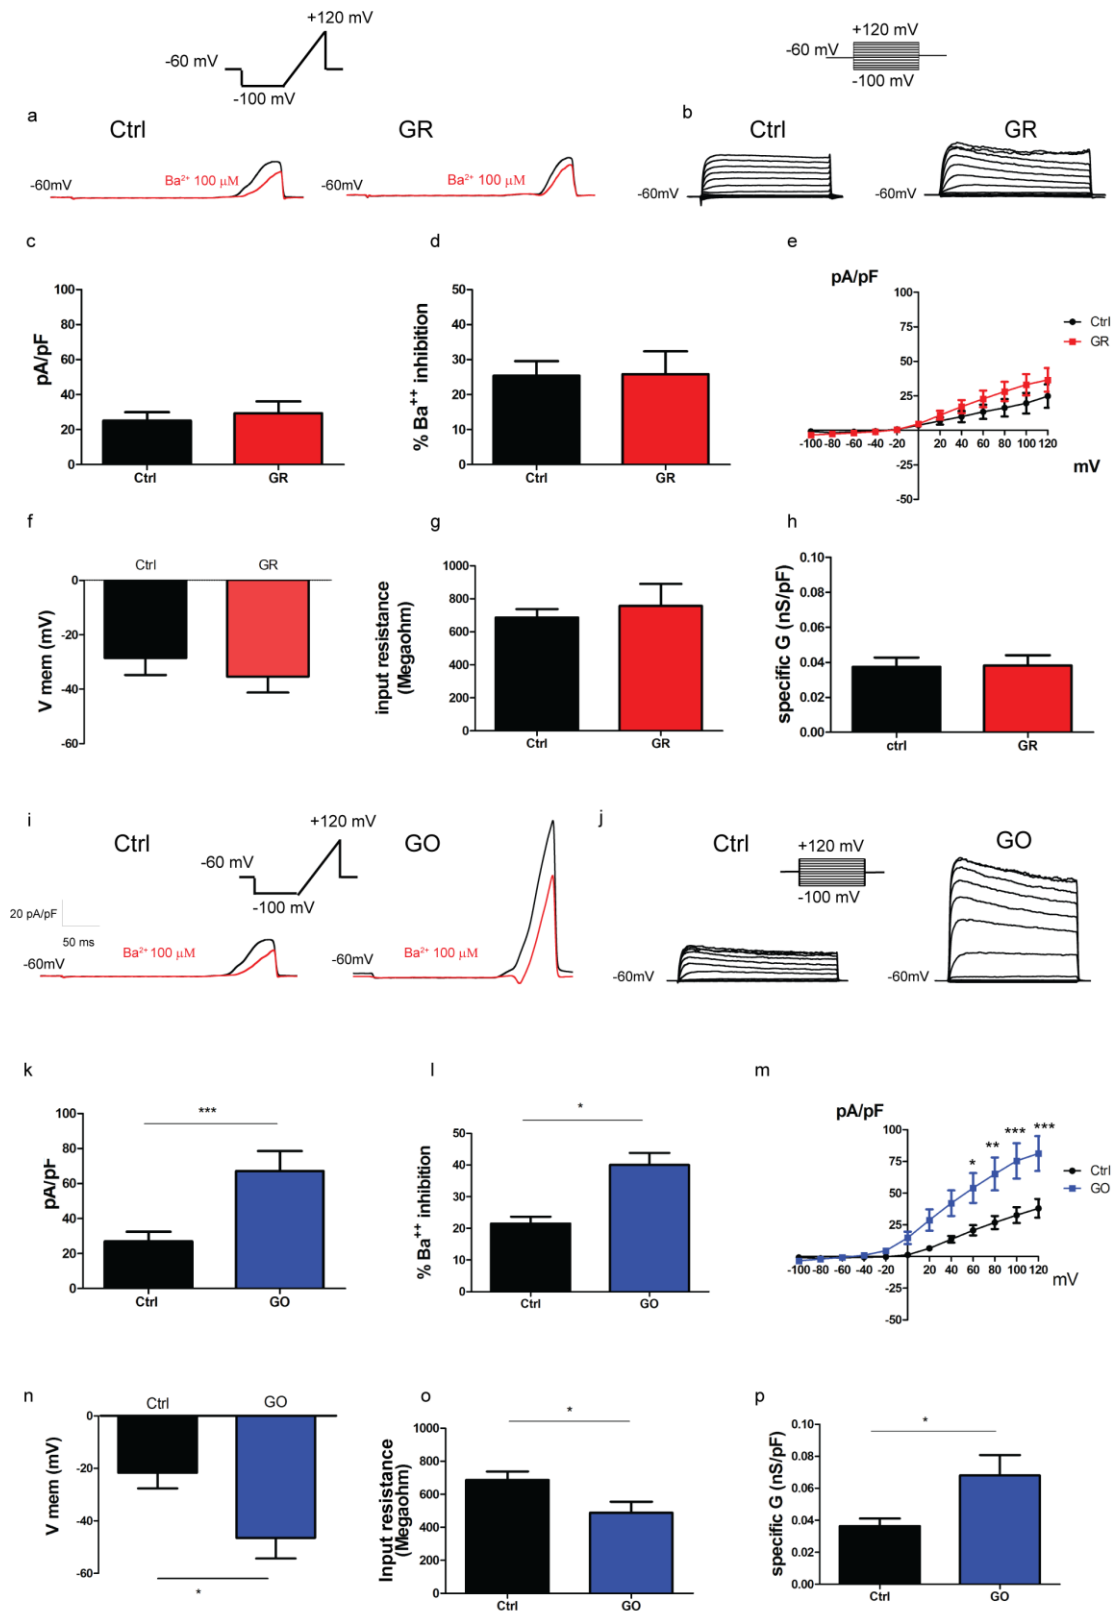 +120 mV
-60 mV
-100 mV
+120 mV
-60 mV
-100 mV
a
Ctrl
GR
b
Ctrl
GR
-60mV
Ba²⁺ 100 μM
-60mV
Ba²⁺ 100 μM
-60mV
-60mV
c
pA/pF
100
80
60
40
20
0
Ctrl
GR
d
% Ba⁺⁺ inhibition
50
40
30
20
10
0
Ctrl
GR
e
pA/pF
100
75
50
25
-25
-50
-100 -80 -60 -40 -20 20 40 60 80 100 120
mV
Ctrl
GR
f
V mem (mV)
Ctrl
GR
0
-20
-40
-60
g
input resistance
(Megaohm)
1000
800
600
400
200
0
Ctrl
GR
h
specific G (nS/pF)
0.10
0.08
0.06
0.04
0.02
0.00
ctrl
GR
i
Ctrl
+120 mV
GO
-60 mV
-100 mV
20 pA/pF
50 ms
-60mV
Ba²⁺ 100 μM
-60mV
Ba²⁺ 100 μM
j
Ctrl
+120 mV
-100 mV
GO
-60mV
-60mV
k
pA/pF
***
100
80
60
40
20
0
Ctrl
GO
l
% Ba⁺⁺ inhibition
*
50
40
30
20
10
0
Ctrl
GO
m
pA/pF
100
75
50
25
-25
-50
* ** *** ***
-100 -80 -60 -40 -20 20 40 60 80 100 120
mV
Ctrl
GO
n
V mem (mV)
Ctrl
GO
0
-20
-40
-60
*
o
Input resistance
(Megaohm)
*
1000
800
600
400
200
0
Ctrl
GO
p
specific G (nS/pF)
*
0.10
0.08
0.06
0.04
0.02
0.00
Ctrl
GO